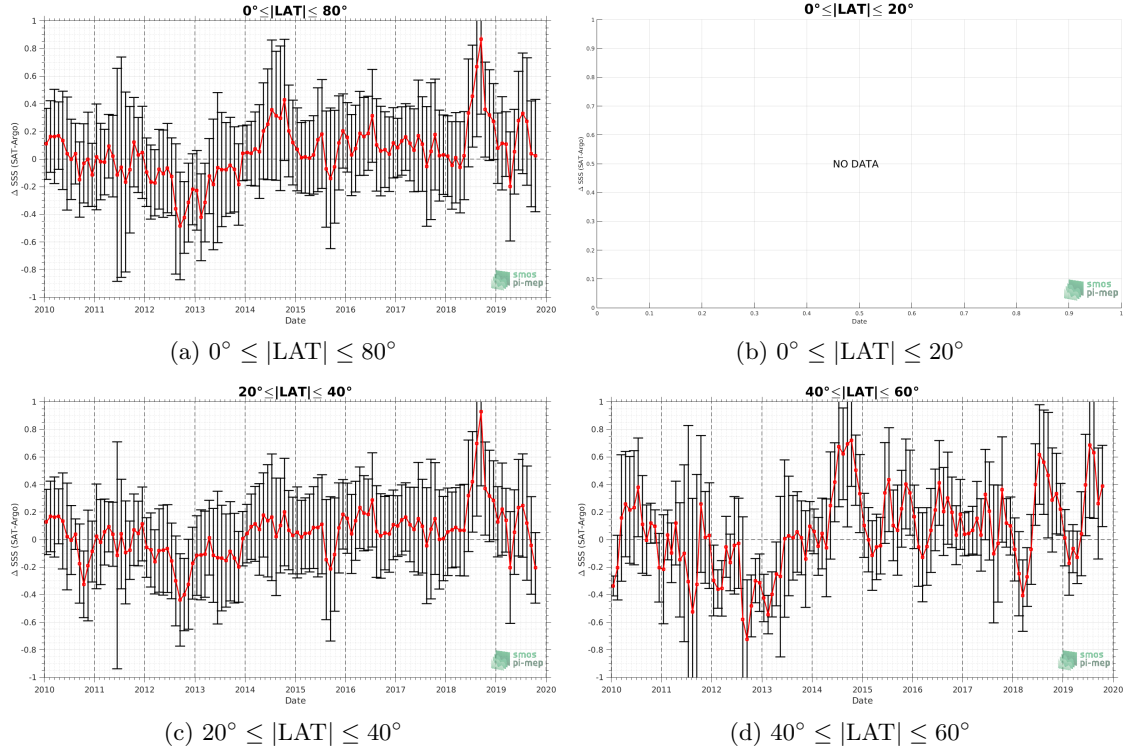 0°≤|LAT|≤ 80°
Δ SSS (SAT-Argo)
1
0.8
0.6
0.4
0.2
0
-0.2
-0.4
-0.6
-0.8
-1
2010 2011 2012 2013 2014 2015 2016 2017 2018 2019 2020
Date
smos
pi-mep
(a) 0° ≤ |LAT| ≤ 80°
0°≤|LAT|≤ 20°
Δ SSS (SAT-Argo)
1
0.9
0.8
0.7
0.6
0.5
0.4
0.3
0.2
0.1
0
NO DATA
0 0.1 0.2 0.3 0.4 0.5 0.6 0.7 0.8 0.9 1
Date
smos
pi-mep
(b) 0° ≤ |LAT| ≤ 20°
20°≤|LAT|≤ 40°
Δ SSS (SAT-Argo)
1
0.8
0.6
0.4
0.2
0
-0.2
-0.4
-0.6
-0.8
-1
2010 2011 2012 2013 2014 2015 2016 2017 2018 2019 2020
Date
smos
pi-mep
(c) 20° ≤ |LAT| ≤ 40°
40°≤|LAT|≤ 60°
Δ SSS (SAT-Argo)
1
0.8
0.6
0.4
0.2
0
-0.2
-0.4
-0.6
-0.8
-1
2010 2011 2012 2013 2014 2015 2016 2017 2018 2019 2020
Date
smos
pi-mep
(d) 40° ≤ |LAT| ≤ 60°